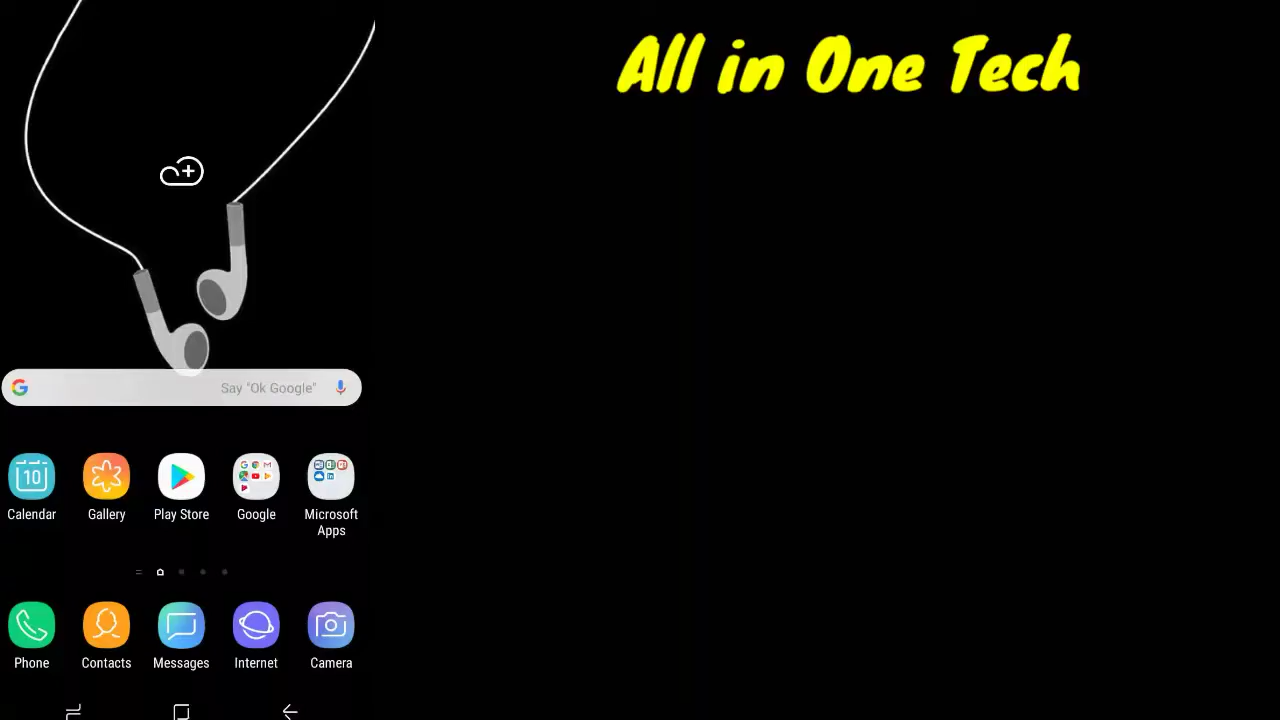 All in One Tech
Say "Ok Google"
10
Calendar
Gallery
Play Store
Google
Microsoft
Apps
Phone
Contacts
Messages
Internet
Camera